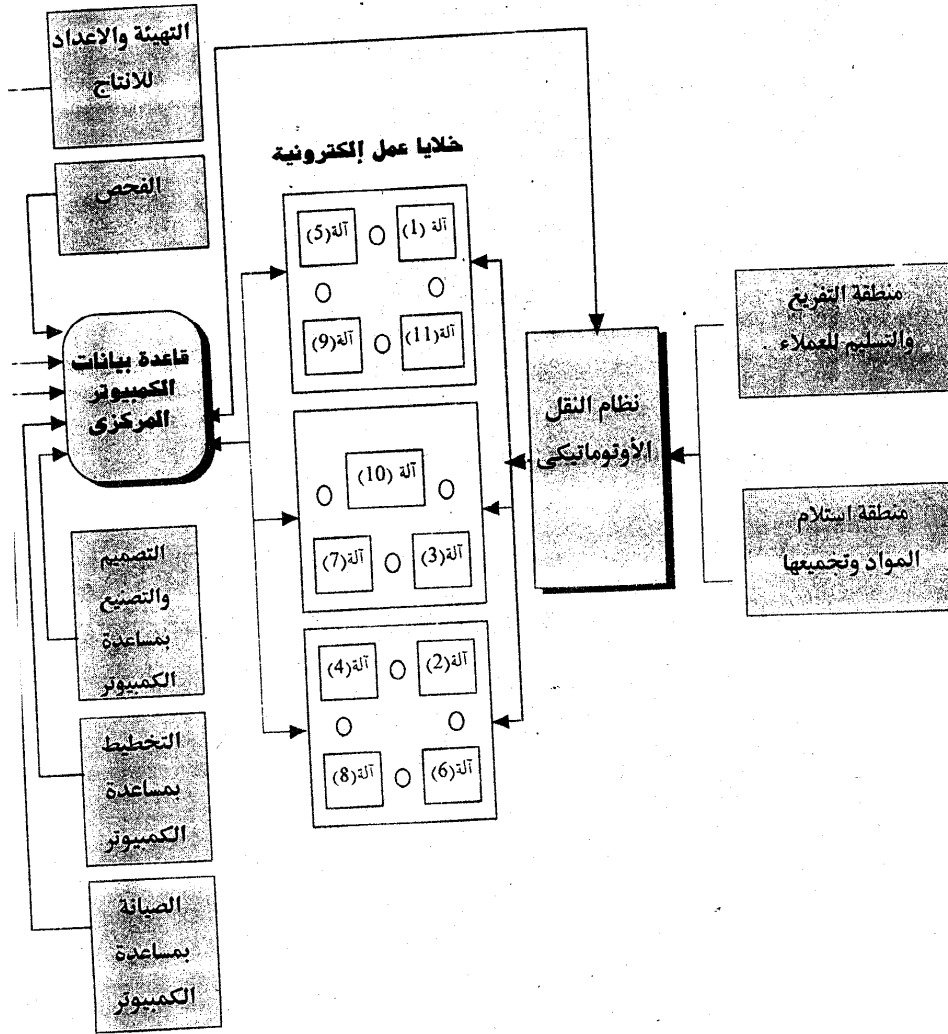 التهيئة والاعداد
للانتاج
الفحص
خلايا عمل إلكترونية
آلة (1)
آلة(5)
آلة(11)
آلة(9)
آلة (10)
آلة(3)
آلة(7)
آلة(2)
آلة(4)
آلة(6)
آلة(8)
منطقة التفريغ
والتسليم للعملاء
نظام النقل
الأوتوماتيكى
منطقة استلام
المواد وتجميعها
قاعدة بيانات
الكمبيوتر
المركزى
التصميم
والتصنيع
بمساعدة
الكمبيوتر
التخطيط
بمساعدة
الكمبيوتر
الصيانة
بمساعدة
الكمبيوتر